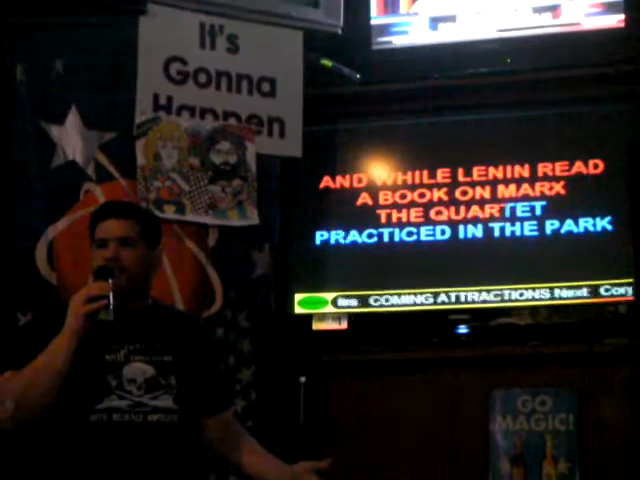 It's
Gonna
Happen
AND WHILE LENIN READ
A BOOK ON MARX
THE QUARTET
PRACTICED IN THE PARK
COMING ATTRACTIONS Next:
GO
MAGIC!